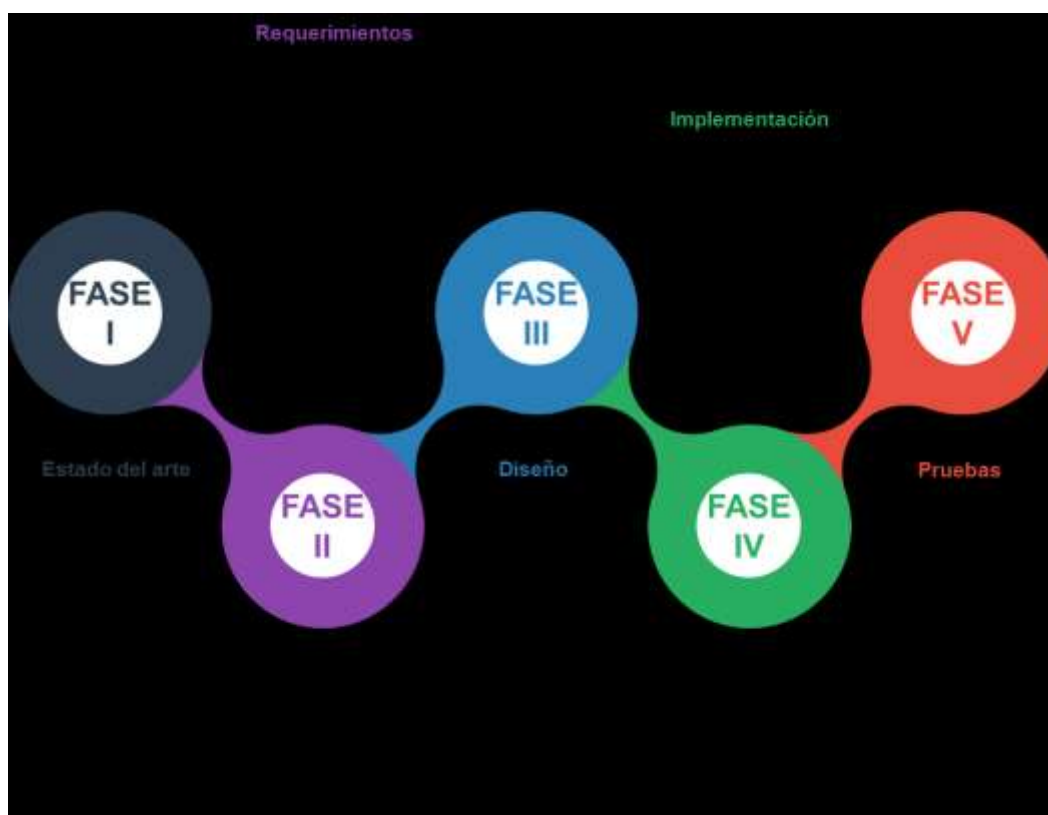 Requerimientos
Implementación
FASE
I
FASE
III
FASE
V
Estado del arte
Diseño
Pruebas
FASE
II
FASE
IV